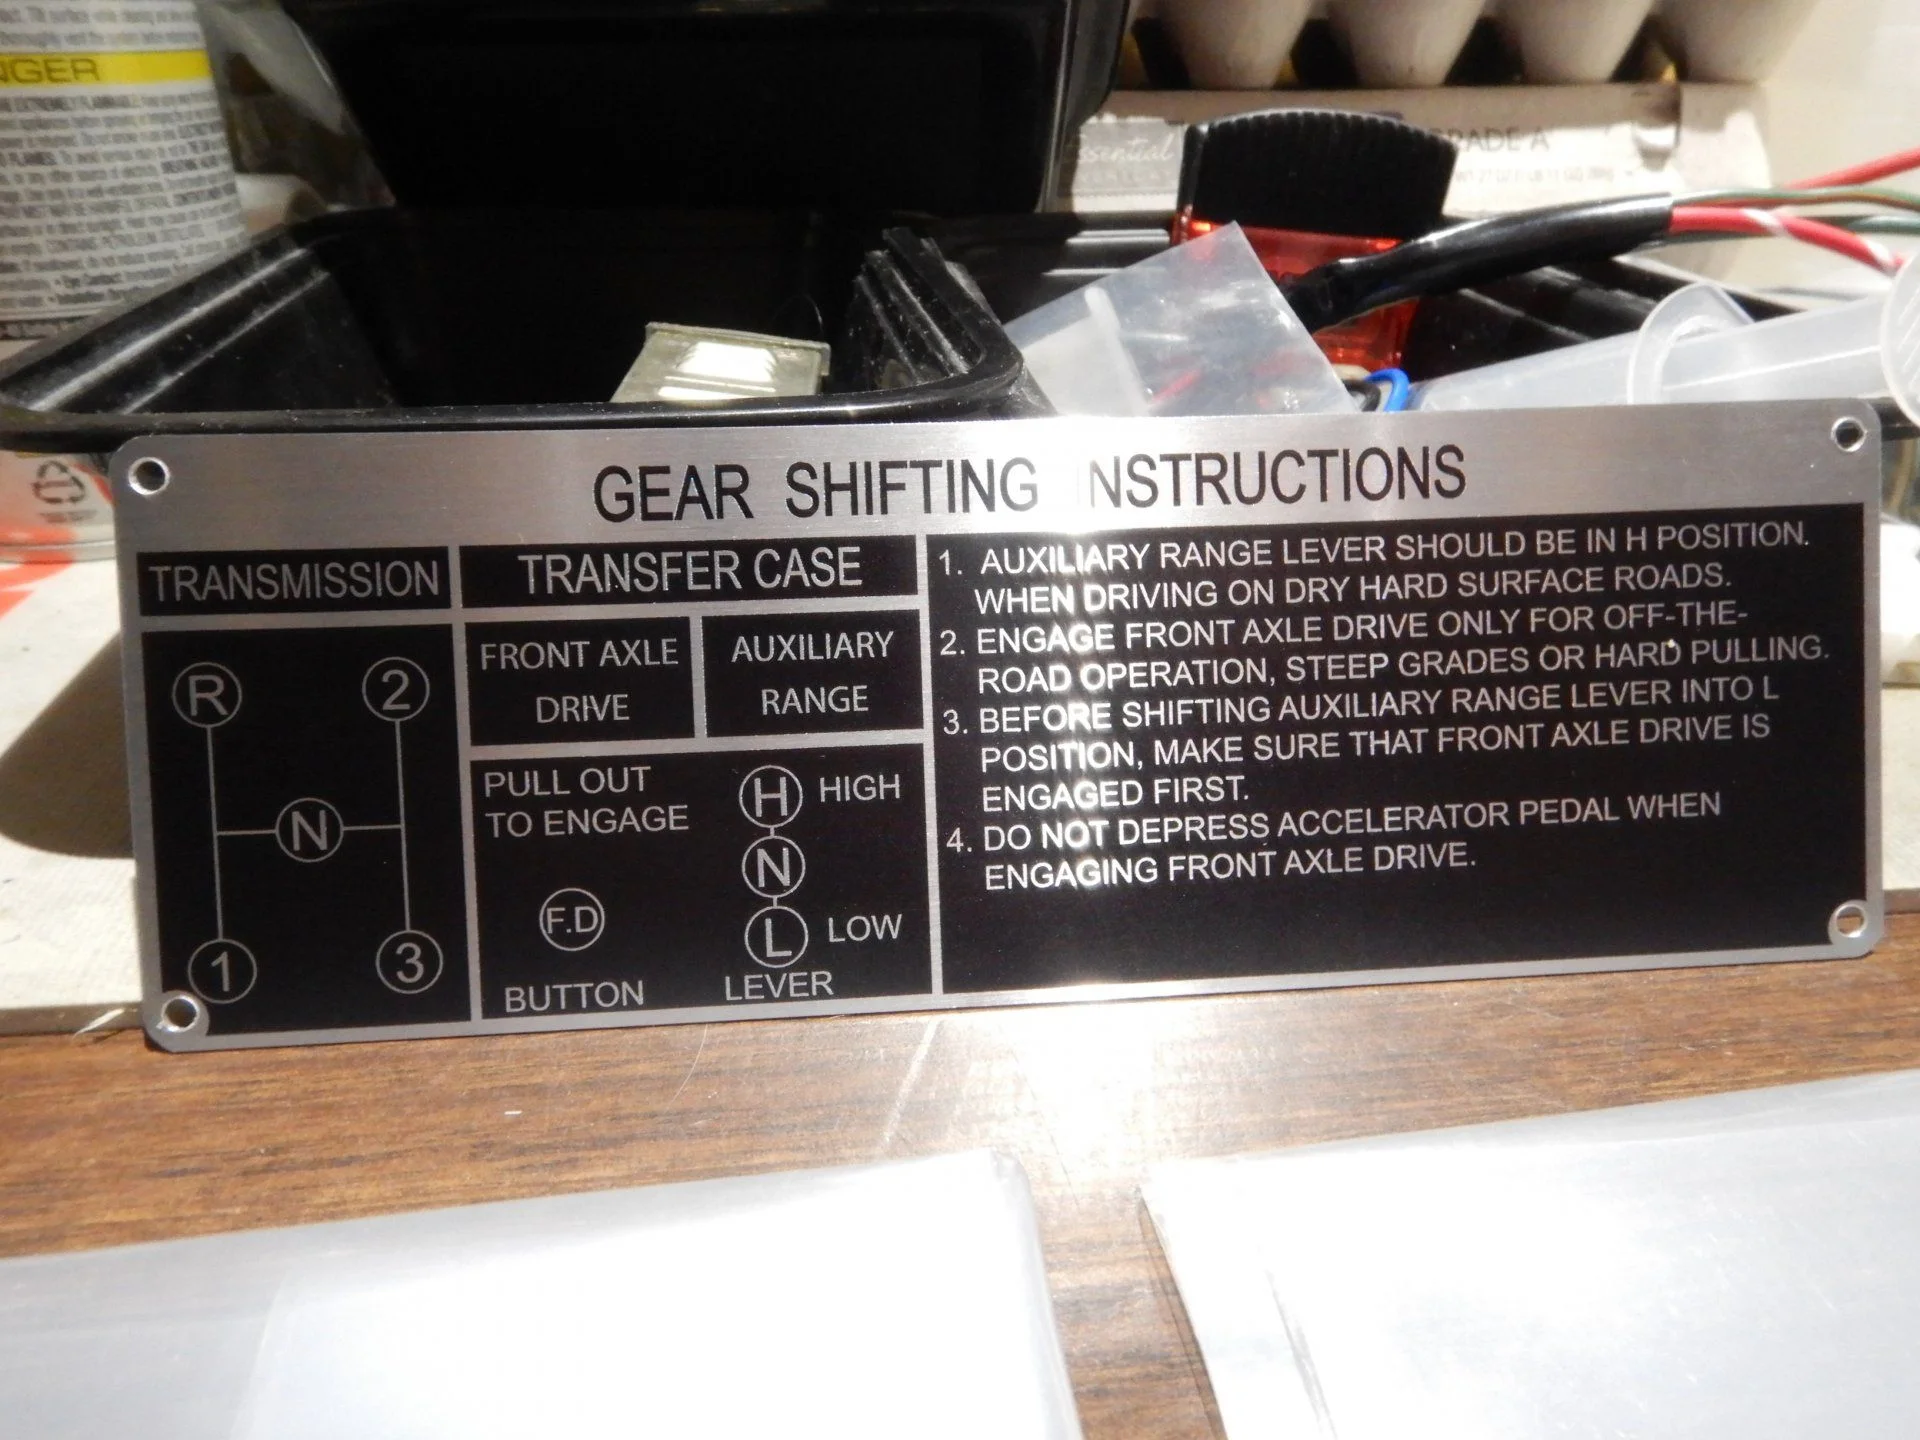 NGER
EXTREMELY FLAMMABLE
GRADE A
GEAR SHIFTING INSTRUCTIONS
TRANSMISSION
R 2
N
1 3
TRANSFER CASE
FRONT AXLE
DRIVE
AUXILIARY
RANGE
PULL OUT
TO ENGAGE
F.D
BUTTON
H HIGH
N
L LOW
LEVER
1. AUXILIARY RANGE LEVER SHOULD BE IN H POSITION.
WHEN DRIVING ON DRY HARD SURFACE ROADS.
2. ENGAGE FRONT AXLE DRIVE ONLY FOR OFF-THE-
ROAD OPERATION, STEEP GRADES OR HARD PULLING.
3. BEFORE SHIFTING AUXILIARY RANGE LEVER INTO L
POSITION, MAKE SURE THAT FRONT AXLE DRIVE IS
ENGAGED FIRST.
4. DO NOT DEPRESS ACCELERATOR PEDAL WHEN
ENGAGING FRONT AXLE DRIVE.